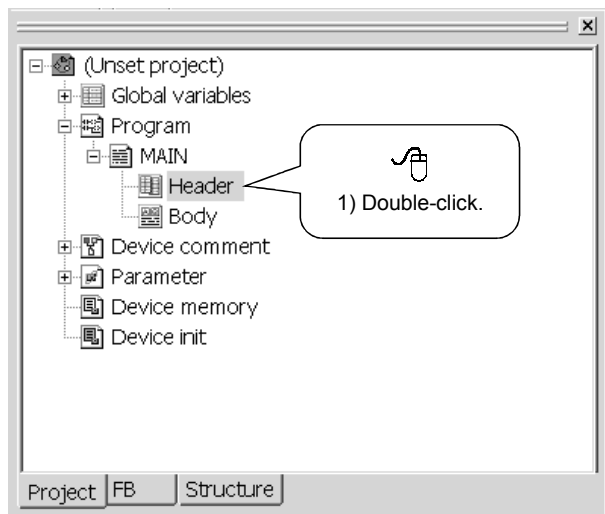 (Unset project)
Global variables
Program
MAIN
Header
1) Double-click.
Body
Device comment
Parameter
Device memory
Device init
Project FB Structure